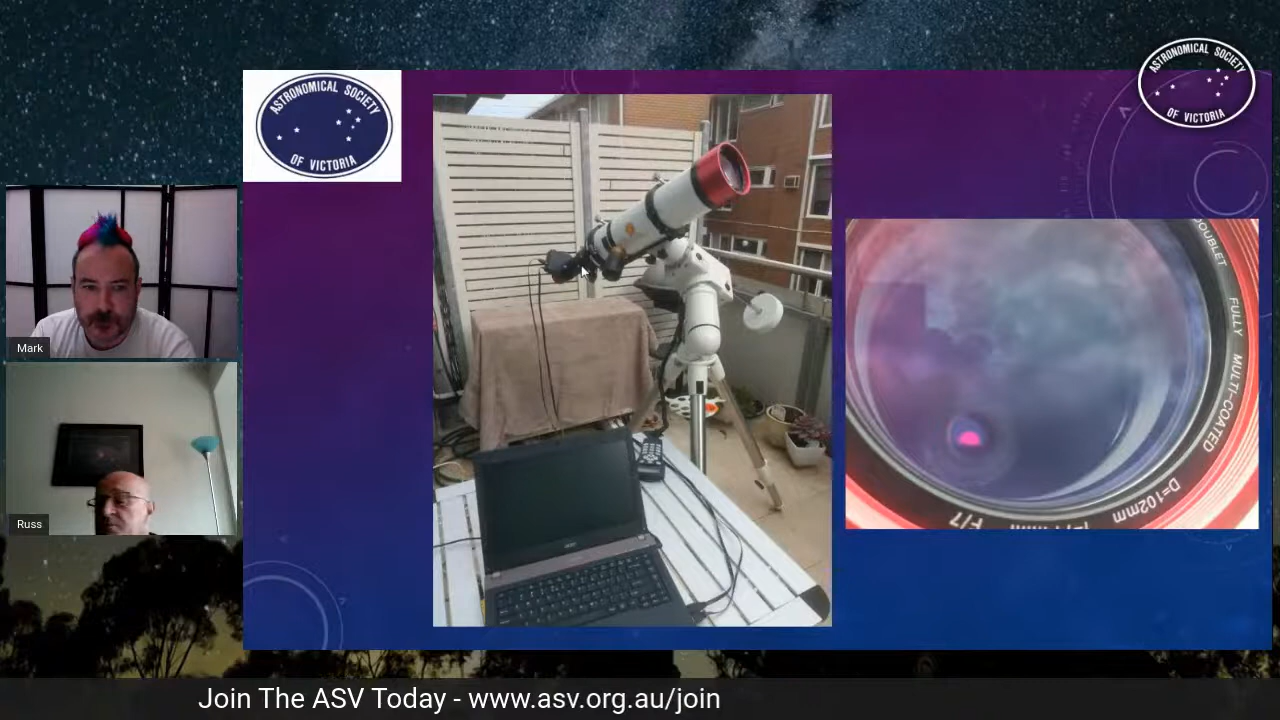 ASTRONOMICAL SOCIETY
OF VICTORIA
ASTRONOMICAL SOCIETY
OF VICTORIA
DOUBLET
FULLY MULTI-COATED
D=102mm
F/7
Mark
Russ
Join The ASV Today - www.asv.org.au/join